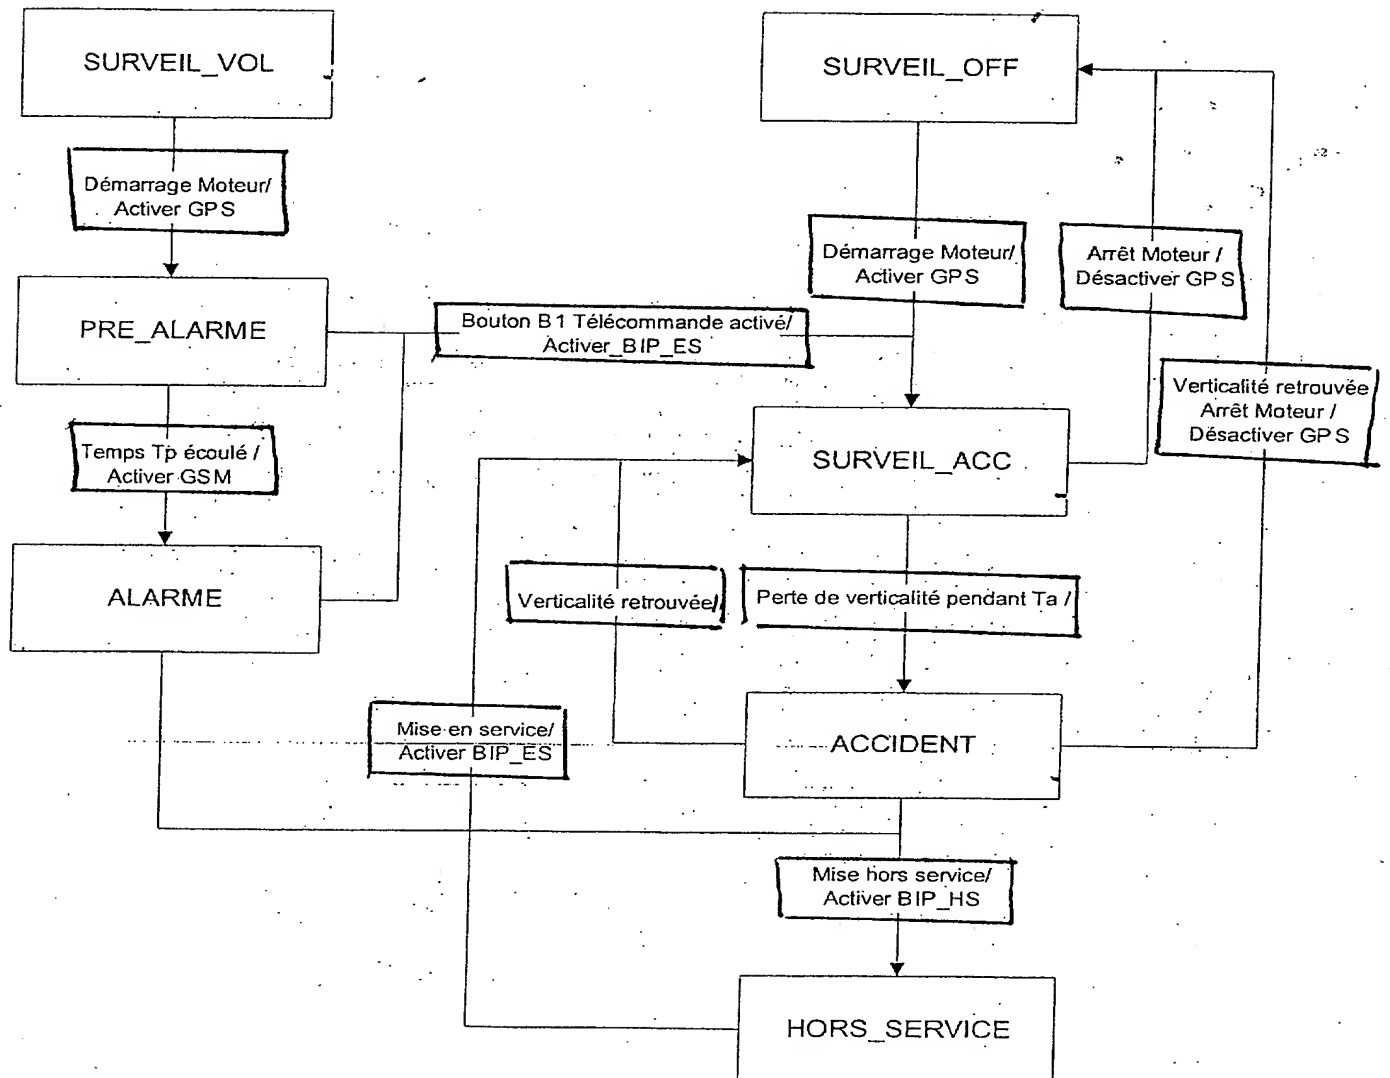 SURVEIL_VOL
SURVEIL_OFF
Démarrage Moteur/
Activer GPS
Démarrage Moteur/
Activer GPS
Arrêt Moteur /
Désactiver GPS
PRE_ALARME
Bouton B1 Télécommande activé/
Activer_BIP_ES
Verticalité retrouvée
Arrêt Moteur /
Désactiver GPS
Temps Tp écoulé /
Activer GSM
SURVEIL_ACC
ALARME
Verticalité retrouvée/
Perte de verticalité pendant Ta /
Mise en service/
Activer BIP_ES
ACCIDENT
Mise hors service/
Activer BIP_HS
HORS_SERVICE